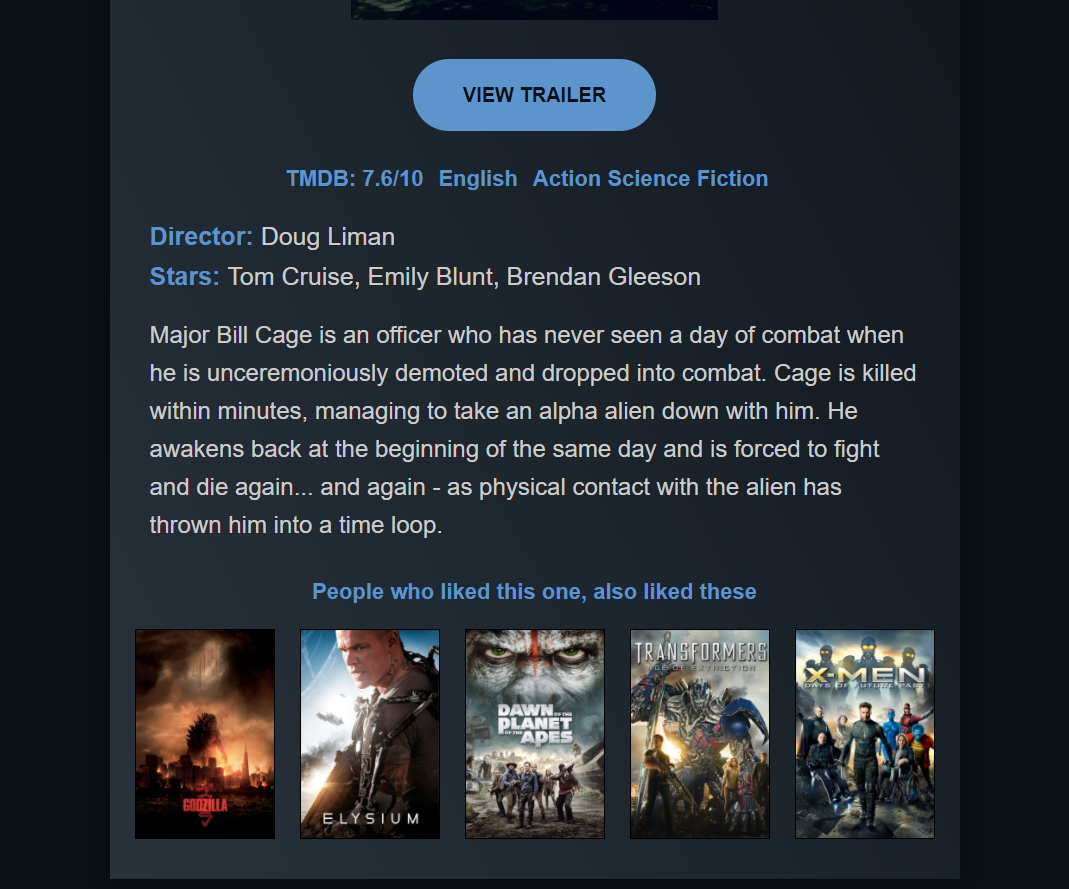 VIEW TRAILER
TMDB: 7.6/10 English Action Science Fiction
Director: Doug Liman
Stars: Tom Cruise, Emily Blunt, Brendan Gleeson
Major Bill Cage is an officer who has never seen a day of combat when
he is unceremoniously demoted and dropped into combat. Cage is killed
within minutes, managing to take an alpha alien down with him. He
awakens back at the beginning of the same day and is forced to fight
and die again... and again - as physical contact with the alien has
thrown him into a time loop.
People who liked this one, also liked these
GODZILLA
ELYSIUM
DAWN OF THE
PLANET
OF THE APES
TRANSFORMERS
AGE OF EXTINCTION
X-MEN
DAYS OF FUTURE PAST